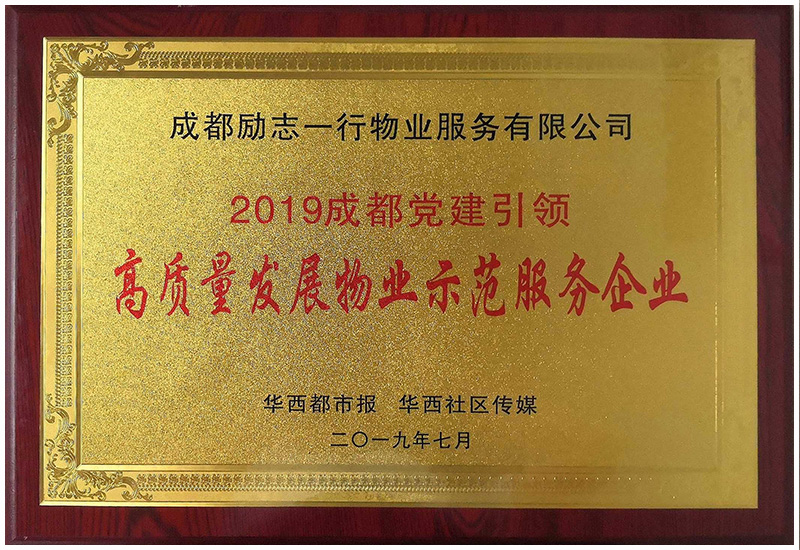 成都励志一行物业服务有限公司
2019成都党建引领
高质量发展物业示范服务企业
华西都市报 华西社区传媒
二〇一九年七月